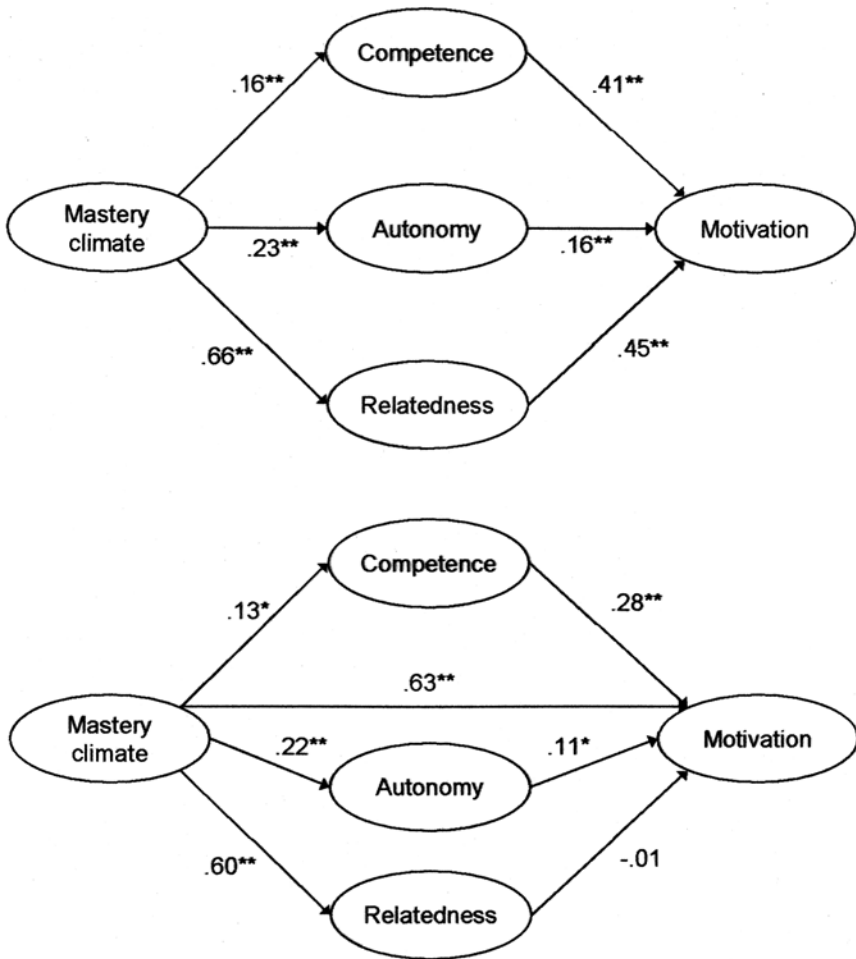 Competence
.16**
.41**
Mastery
climate
.23**
Autonomy
.16**
Motivation
.66**
.45**
Relatedness
Competence
.13*
.28**
.63**
Mastery
climate
.22**
Autonomy
.11*
Motivation
.60**
-.01
Relatedness